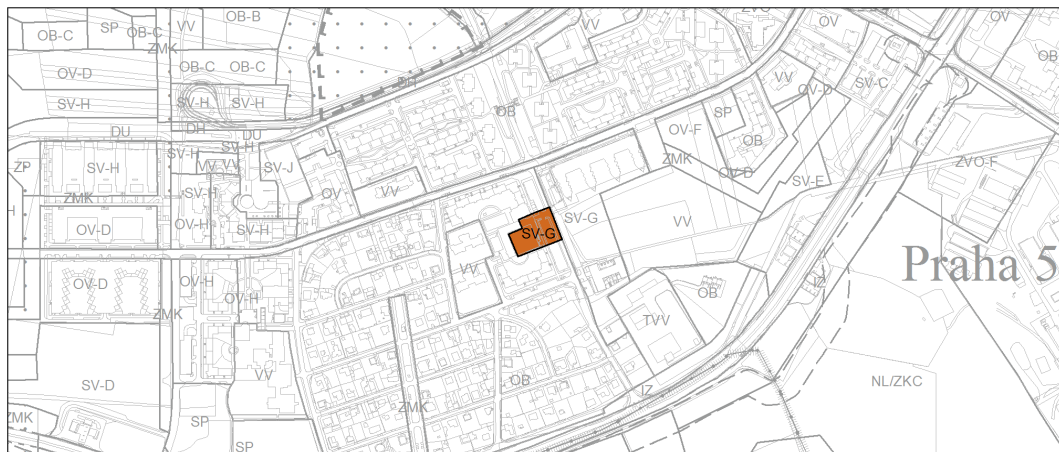 OB-C
SP
OB-C
VV
OB-B
ZMK
OB-C
OB-C
OV-D
SV-H
SV-H
SV-H
DH
DH
DU
DU
SV-H
ZP
SV-H
SV-H
VV
VV
SV-J
ZMK
SV-H
OV
VV
OV-D
OV-H
SV-H
OV-D
OV-H
OV-H
ZMK
VV
VV
SV-D
ZMK
SP
SP
ZMK
OB
OB
VV
ZVO
OV
OV
OB
VV
OV-D
SV-C
SP
OV-F
OB
ZMK
OV-D
SV-E
ZVO-F
SV-G
SV-G
VV
Praha 5
OB
IZ
TVV
IZ
NL/ZKC